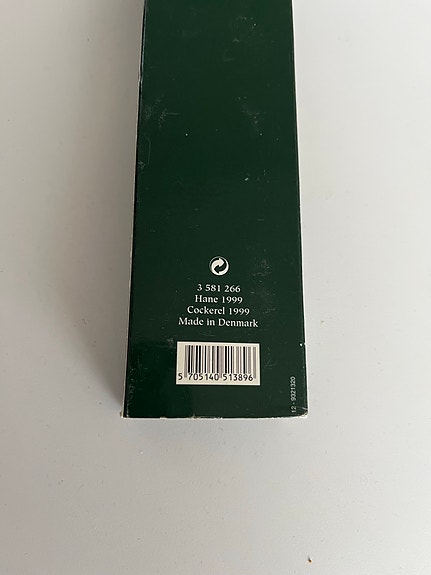 3 581 266
Hane 1999
Cockerel 1999
Made in Denmark
5 705140 513896
12 - 9321320